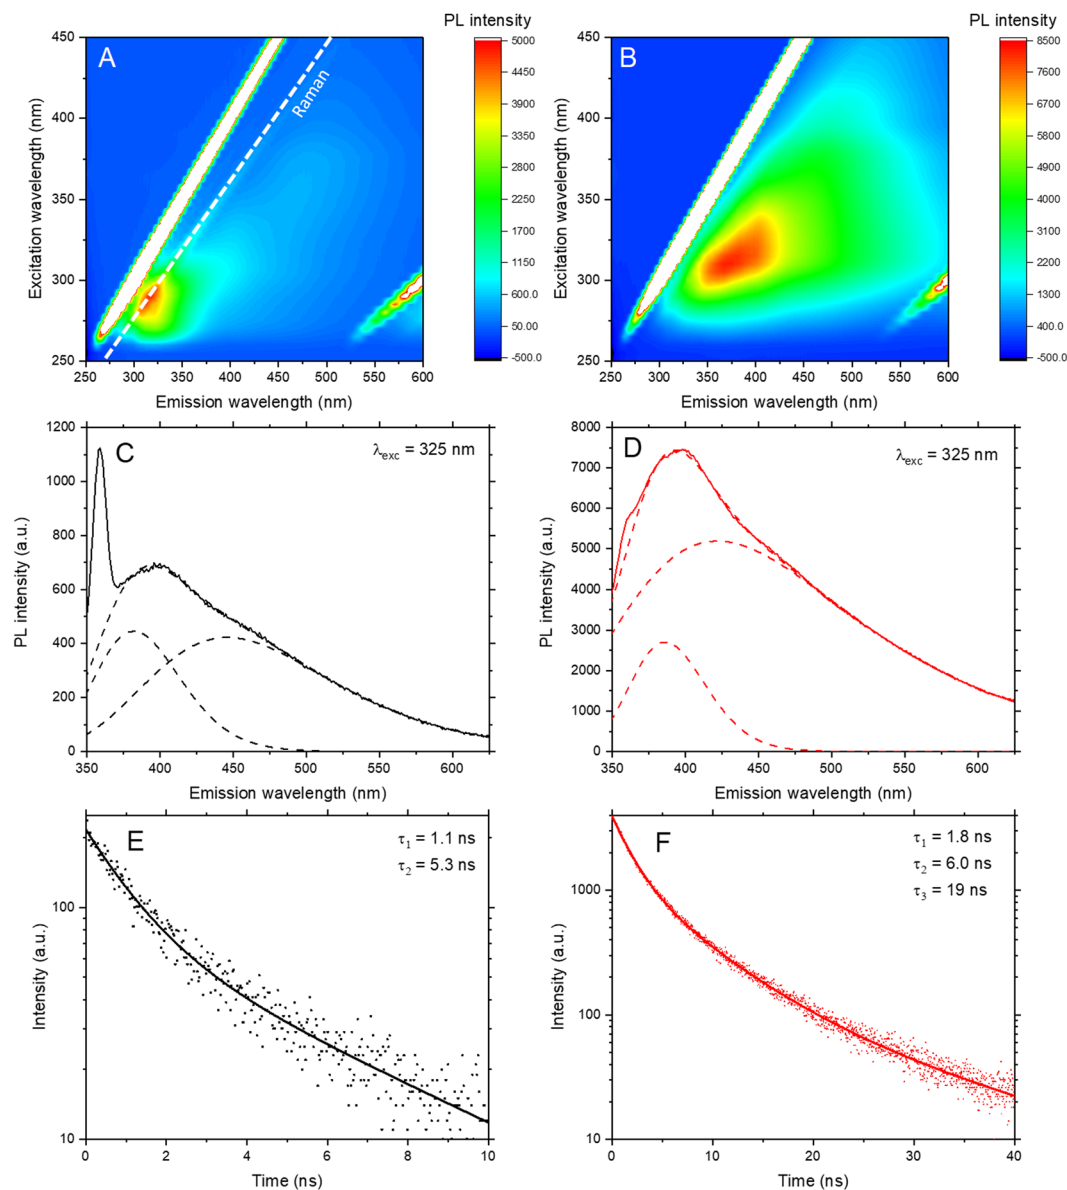 PL intensity
PL intensity
A
Raman
450
400
350
300
250
Excitation wavelength (nm)
250 300 350 400 450 500 550 600
Emission wavelength (nm)
5000
4450
3900
3350
2800
2250
1700
1150
600.0
50.00
-500.0
B
450
400
350
300
250
Excitation wavelength (nm)
250 300 350 400 450 500 550 600
Emission wavelength (nm)
8500
7600
6700
5800
4900
4000
3100
2200
1300
400.0
-500.0
C
λexc = 325 nm
1200
1000
800
600
400
200
0
PL intensity (a.u.)
350 400 450 500 550 600
Emission wavelength (nm)
D
λexc = 325 nm
8000
7000
6000
5000
4000
3000
2000
1000
0
PL intensity (a.u.)
350 400 450 500 550 600
Emission wavelength (nm)
E
τ1 = 1.1 ns
τ2 = 5.3 ns
100
10
Intensity (a.u.)
0 2 4 6 8 10
Time (ns)
F
τ1 = 1.8 ns
τ2 = 6.0 ns
τ3 = 19 ns
1000
100
10
Intensity (a.u.)
0 10 20 30 40
Time (ns)